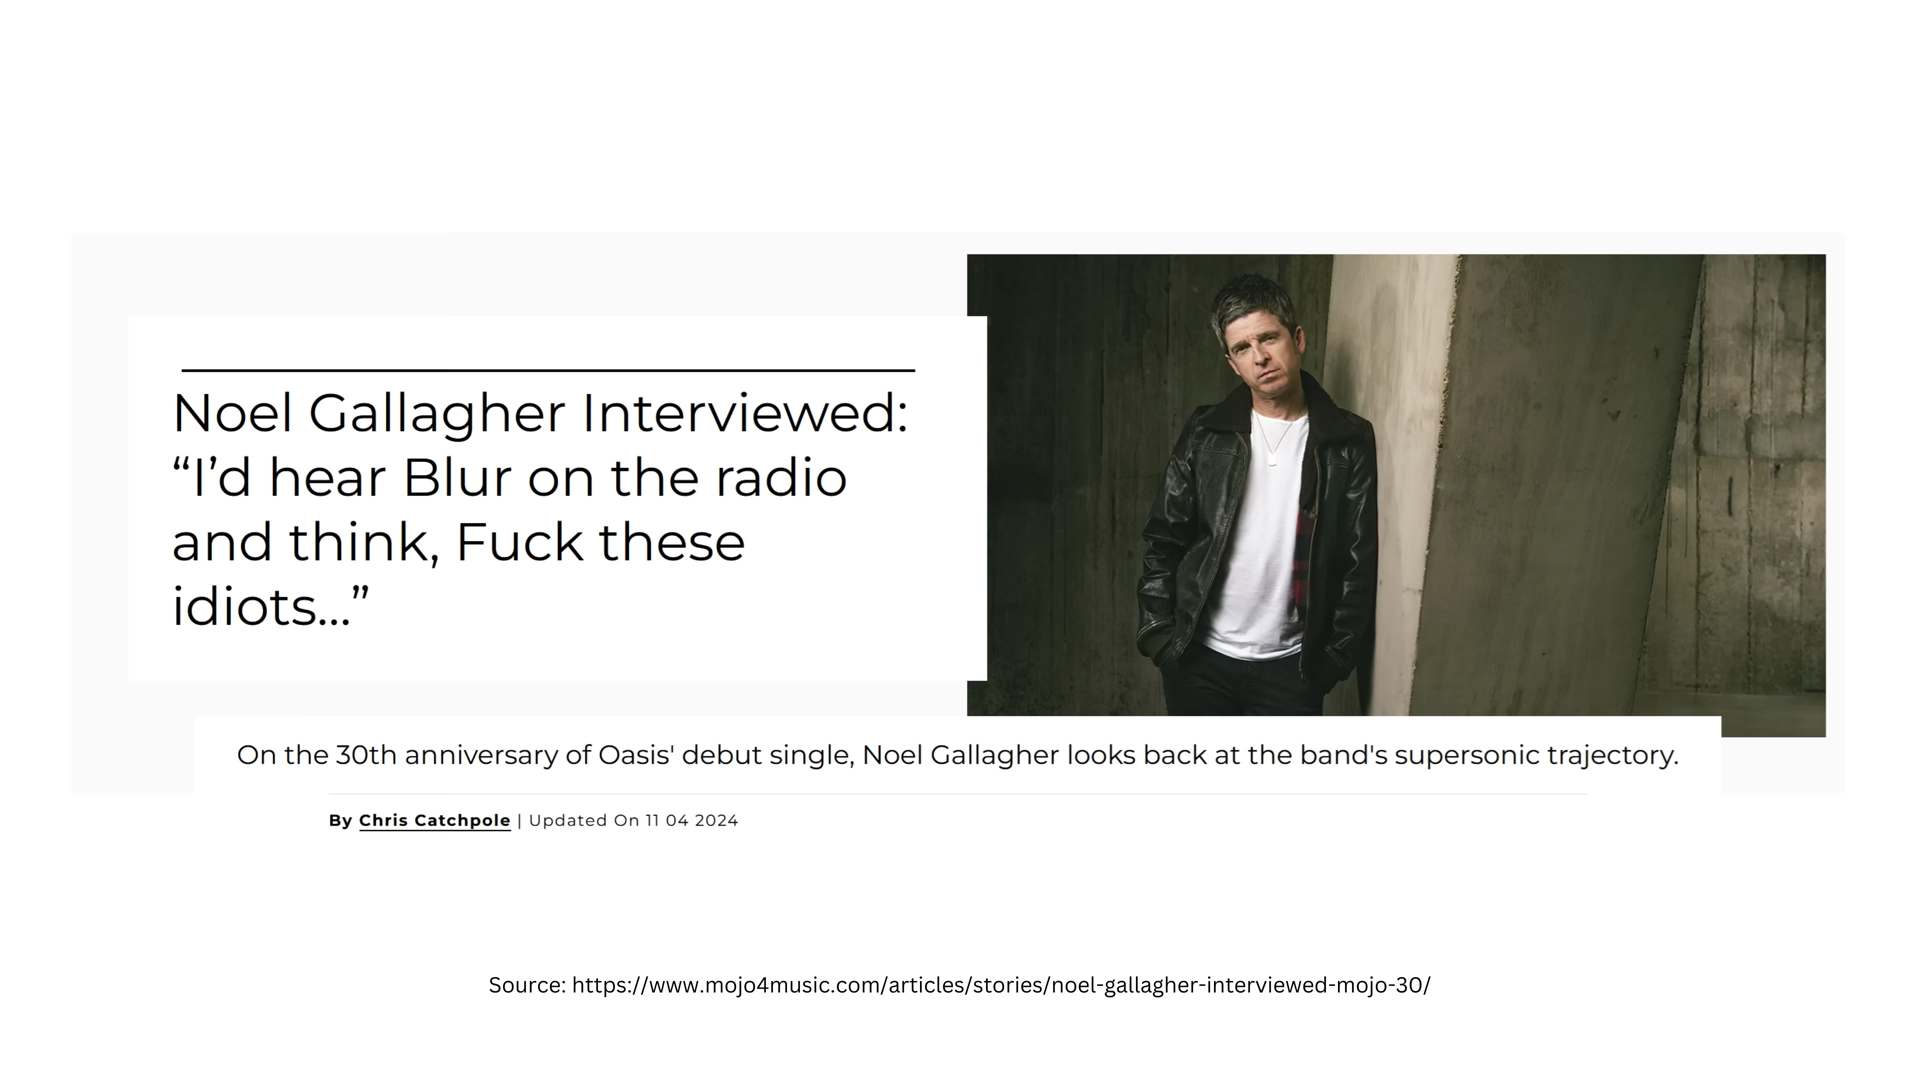 Noel Gallagher Interviewed:
“I’d hear Blur on the radio
and think, Fuck these
idiots…”
On the 30th anniversary of Oasis' debut single, Noel Gallagher looks back at the band's supersonic trajectory.
By Chris Catchpole | Updated On 11 04 2024
Source: https://www.mojo4music.com/articles/stories/noel-gallagher-interviewed-mojo-30/